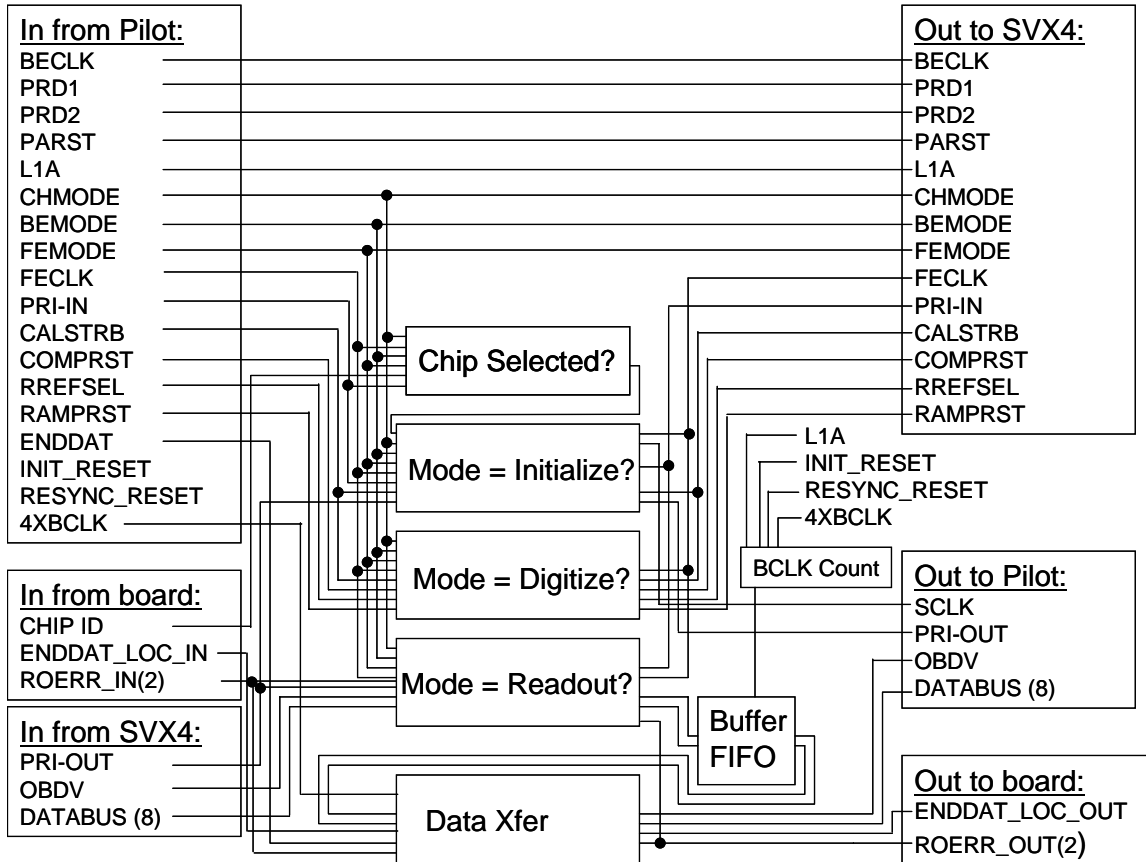 In from Pilot:
BECLK
PRD1
PRD2
PARST
L1A
CHMODE
BEMODE
FEMODE
FECLK
PRI-IN
CALSTRB
COMPRST
RREFSEL
RAMPRST
ENDDAT
INIT_RESET
RESYNC_RESET
4XBCLK
In from board:
CHIP ID
ENDDAT_LOC_IN
ROERR_IN(2)
In from SVX4:
PRI-OUT
OBDV
DATABUS (8)
Chip Selected?
Mode = Initialize?
Mode = Digitize?
Mode = Readout?
Data Xfer
L1A
INIT_RESET
RESYNC_RESET
4XBCLK
BCLK Count
Buffer
FIFO
Out to SVX4:
BECLK
PRD1
PRD2
PARST
L1A
CHMODE
BEMODE
FEMODE
FECLK
PRI-IN
CALSTRB
COMPRST
RREFSEL
RAMPRST
Out to Pilot:
SCLK
PRI-OUT
OBDV
DATABUS (8)
Out to board:
ENDDAT_LOC_OUT
ROERR_OUT(2)